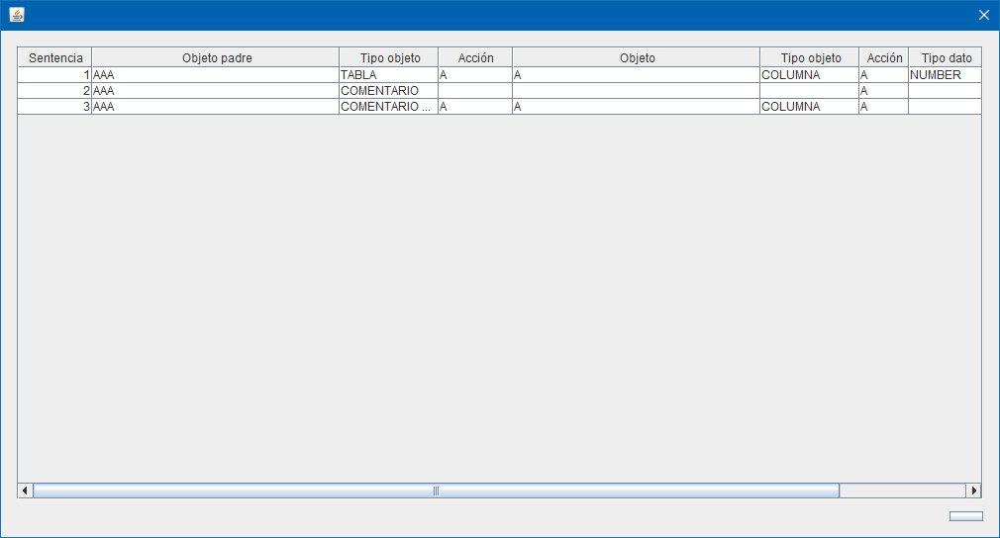 Sentencia Objeto padre Tipo objeto Acción Objeto Tipo objeto Acción Tipo dato
1 AAA TABLA A A COLUMNA A NUMBER
2 AAA COMENTARIO A
3 AAA COMENTARIO ... A A COLUMNA A